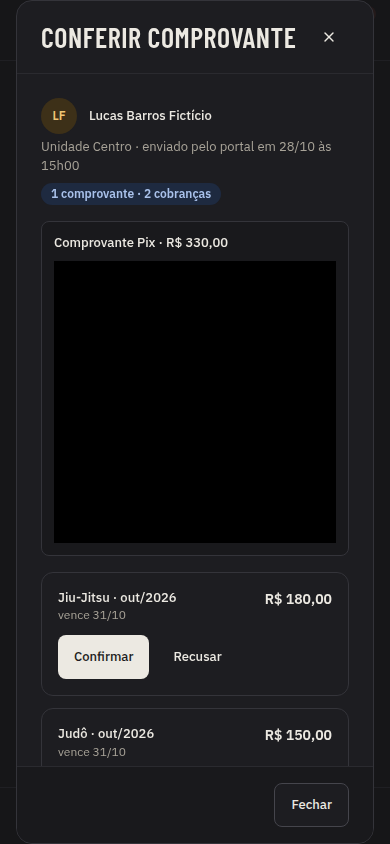 CONFERIR COMPROVANTE
LF
Lucas Barros Fictício
Unidade Centro · enviado pelo portal em 28/10 às
15h00
1 comprovante · 2 cobranças
Comprovante Pix · R$ 330,00
Jiu-Jitsu · out/2026
R$ 180,00
vence 31/10
Confirmar
Recusar
Judô · out/2026
R$ 150,00
vence 31/10
Fechar